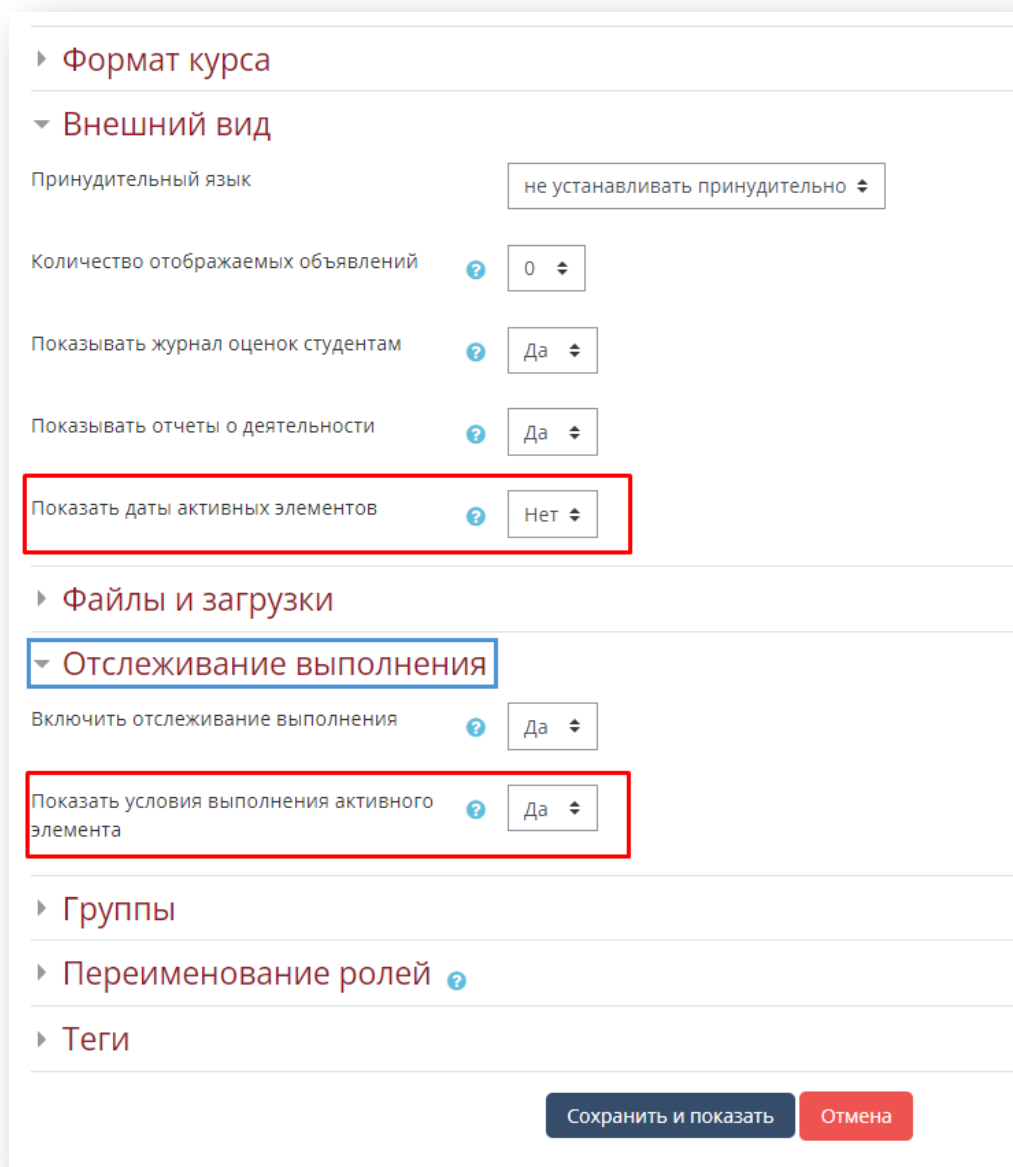 Формат курса
Внешний вид
Принудительный язык
не устанавливать принудительно
Количество отображаемых объявлений
0
Показывать журнал оценок студентам
Да
Показывать отчеты о деятельности
Да
Показать даты активных элементов
Нет
Файлы и загрузки
Отслеживание выполнения
Включить отслеживание выполнения
Да
Показать условия выполнения активного
элемента
Да
Группы
Переименование ролей
Теги
Сохранить и показать
Отмена